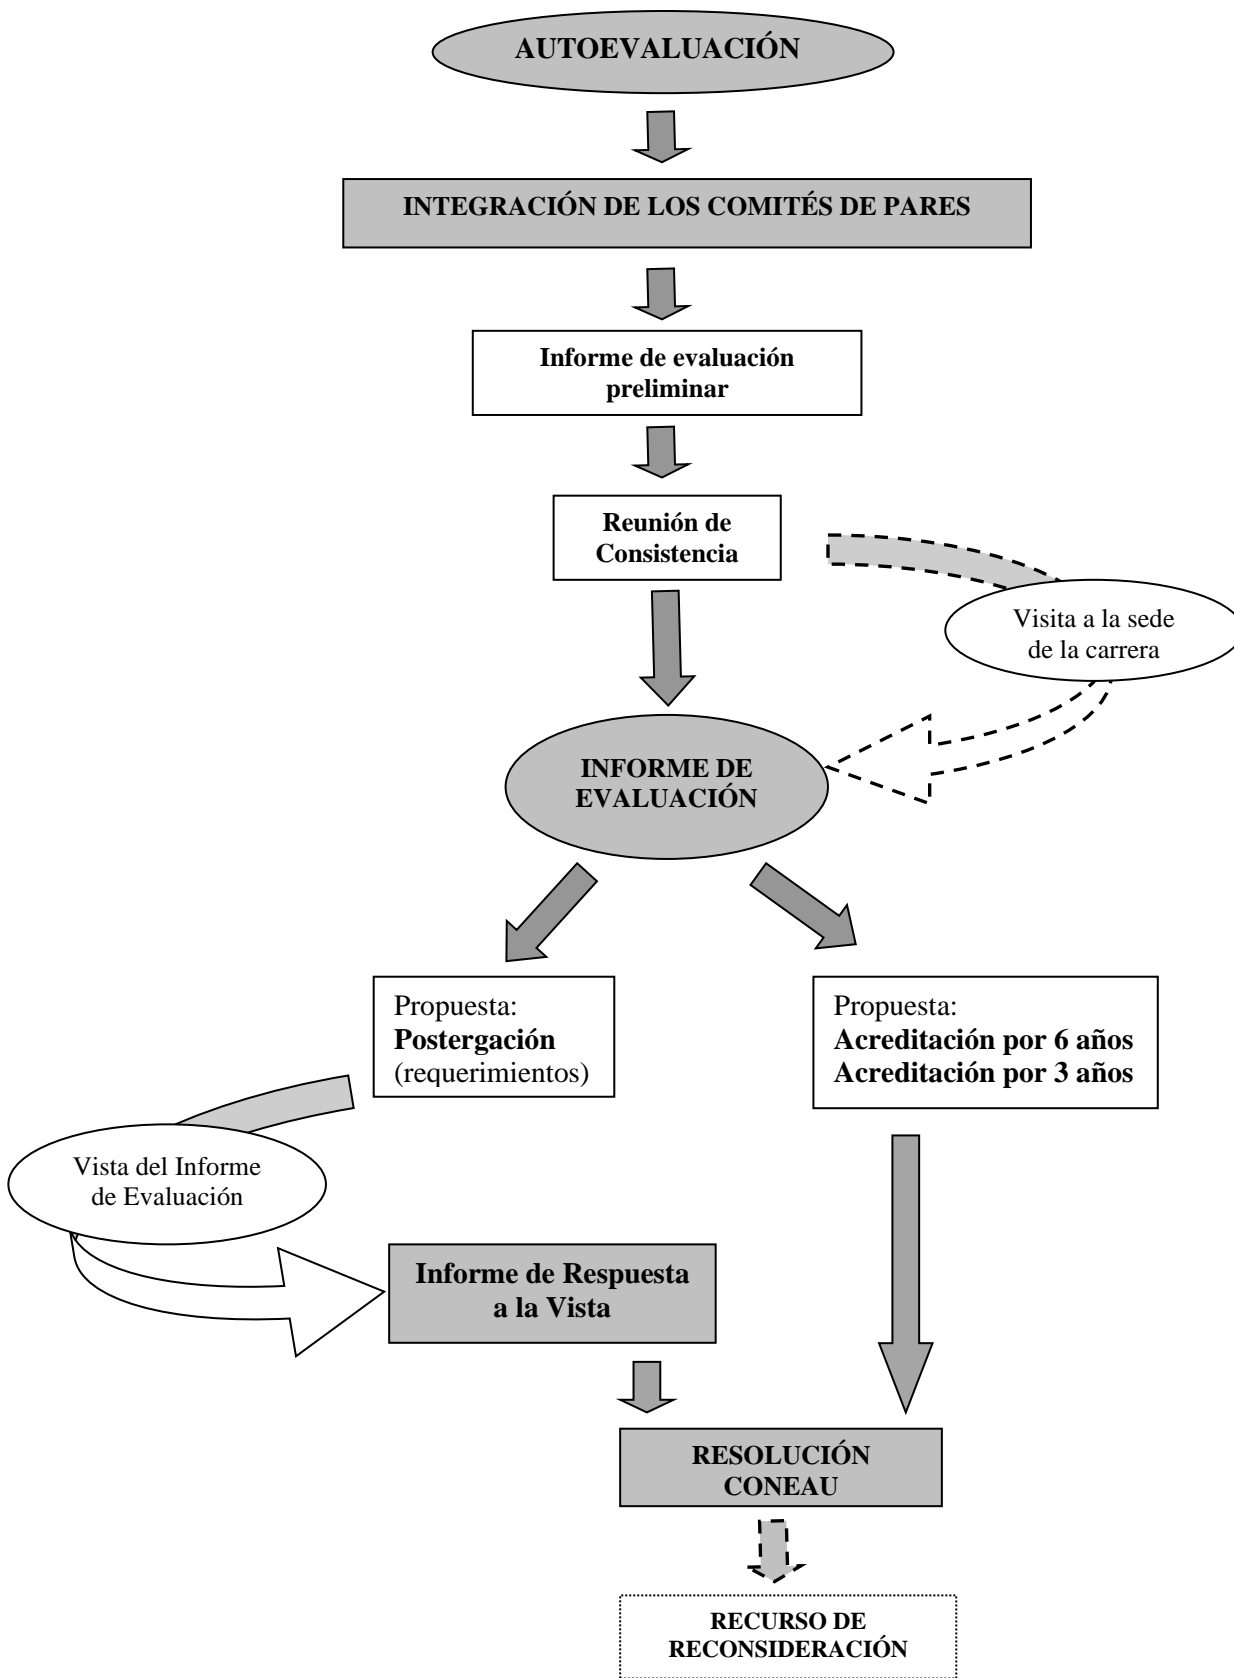 AUTOEVALUACIÓN
INTEGRACIÓN DE LOS COMITÉS DE PARES
Informe de evaluación
preliminar
Reunión de
Consistencia
Visita a la sede
de la carrera
INFORME DE
EVALUACIÓN
Propuesta:
Postergación
(requerimientos)
Propuesta:
Acreditación por 6 años
Acreditación por 3 años
Vista del Informe
de Evaluación
Informe de Respuesta
a la Vista
RESOLUCIÓN
CONEAU
RECURSO DE
RECONSIDERACIÓN